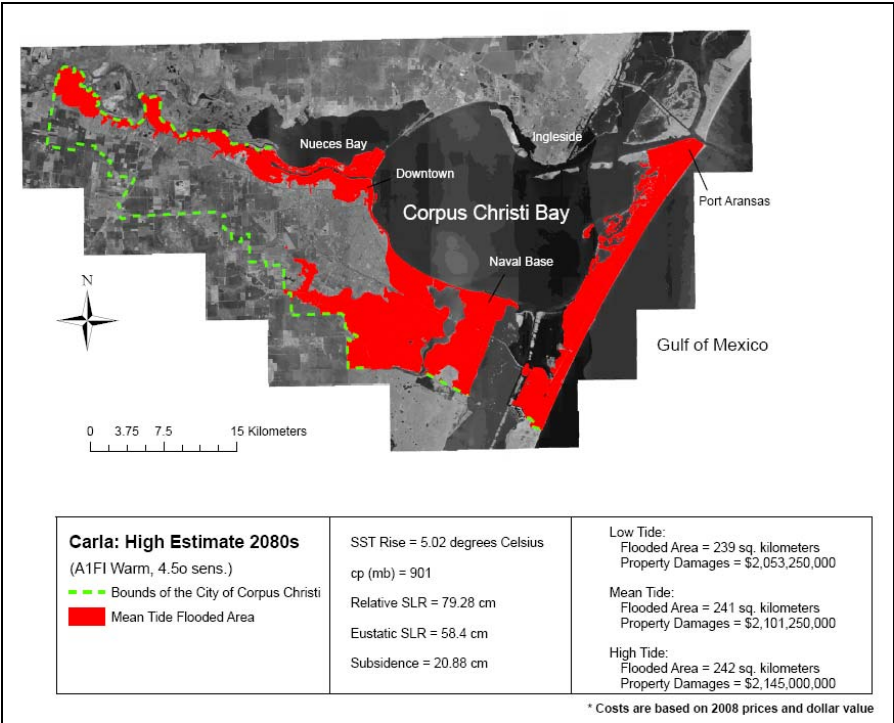 Nueces Bay
Ingleside
Downtown
Port Aransas
Corpus Christi Bay
Naval Base
N
Gulf of Mexico
0 3.75 7.5 15 Kilometers
Carla: High Estimate 2080s
(A1FI Warm, 4.5o sens.)
Bounds of the City of Corpus Christi
Mean Tide Flooded Area
SST Rise = 5.02 degrees Celsius
cp (mb) = 901
Relative SLR = 79.28 cm
Eustatic SLR = 58.4 cm
Subsidence = 20.88 cm
Low Tide:
Flooded Area = 239 sq. kilometers
Property Damages = $2,053,250,000
Mean Tide:
Flooded Area = 241 sq. kilometers
Property Damages = $2,101,250,000
High Tide:
Flooded Area = 242 sq. kilometers
Property Damages = $2,145,000,000
* Costs are based on 2008 prices and dollar value